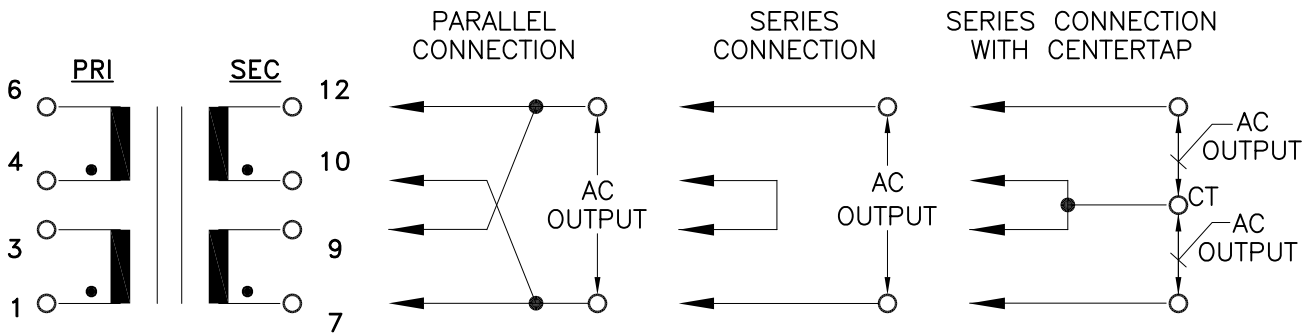 PARALLEL
CONNECTION
SERIES
CONNECTION
SERIES CONNECTION
WITH CENTERTAP
PRI
SEC
6
12
4
10
3
9
1
7
AC
OUTPUT
AC
OUTPUT
AC
OUTPUT
CT
AC
OUTPUT